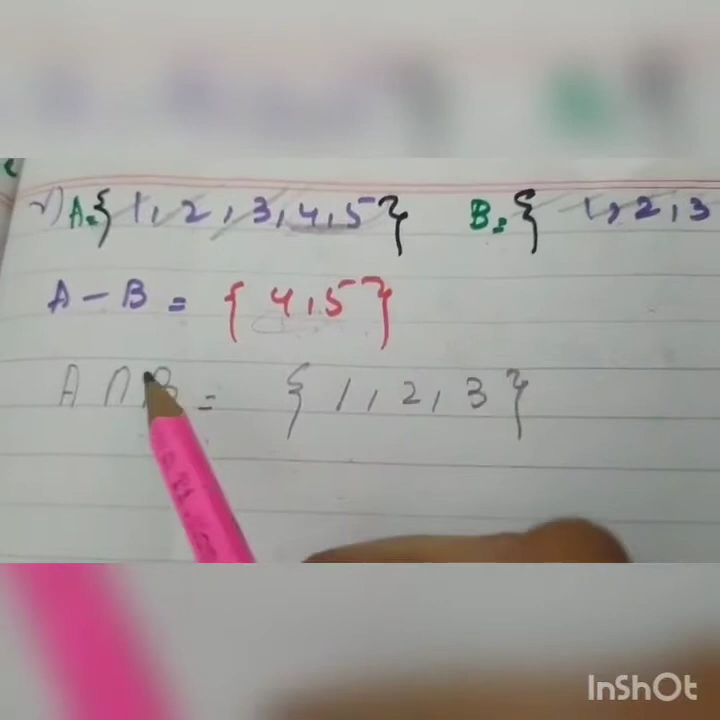 A= { 1, 2, 3, 4, 5 } B= { 1, 2, 3
A - B = { 4, 5 }
A ∩ B = { 1, 2, 3 }
InShOt